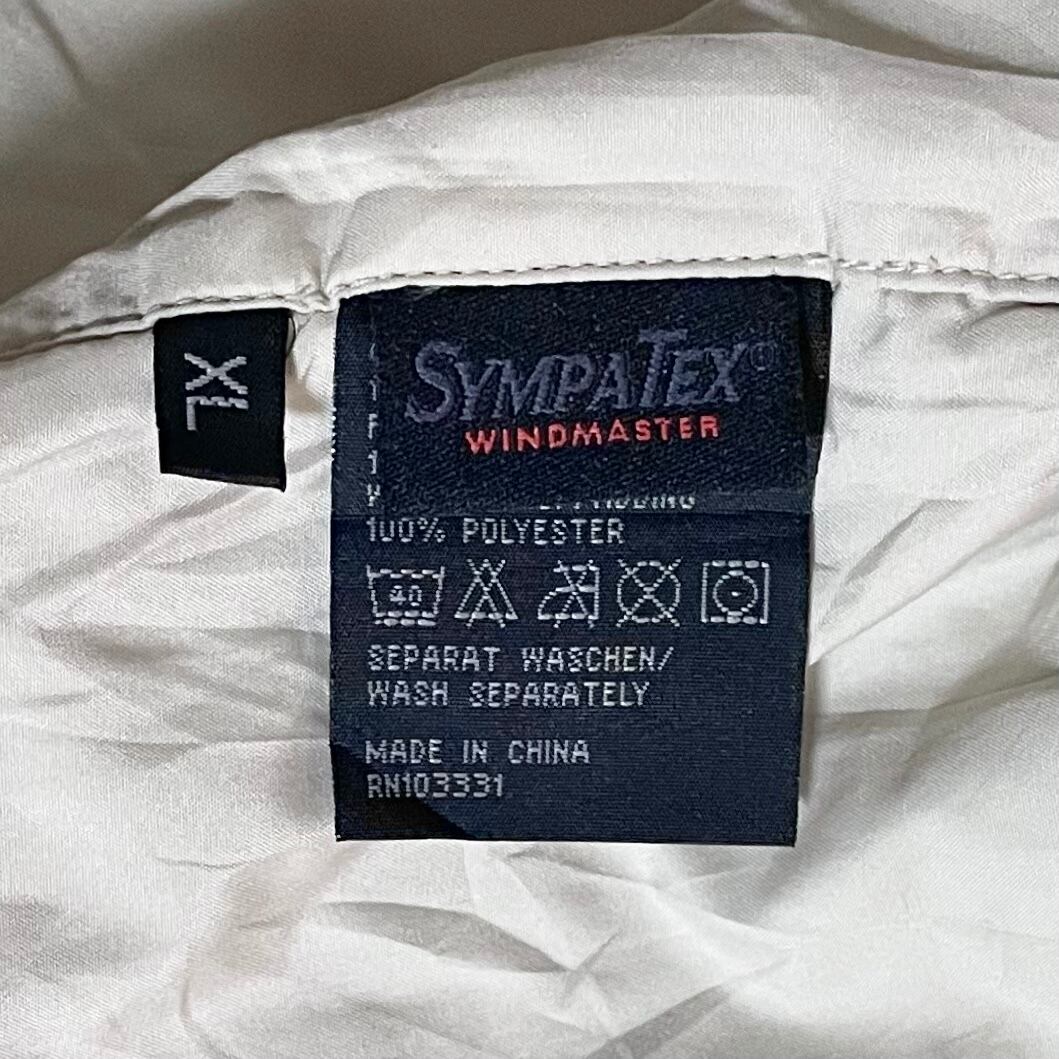 XL
SYMPATEX®
WINDMASTER
100% POLYESTER
40
SEPARAT WASCHEN/
WASH SEPARATELY
MADE IN CHINA
RN103331